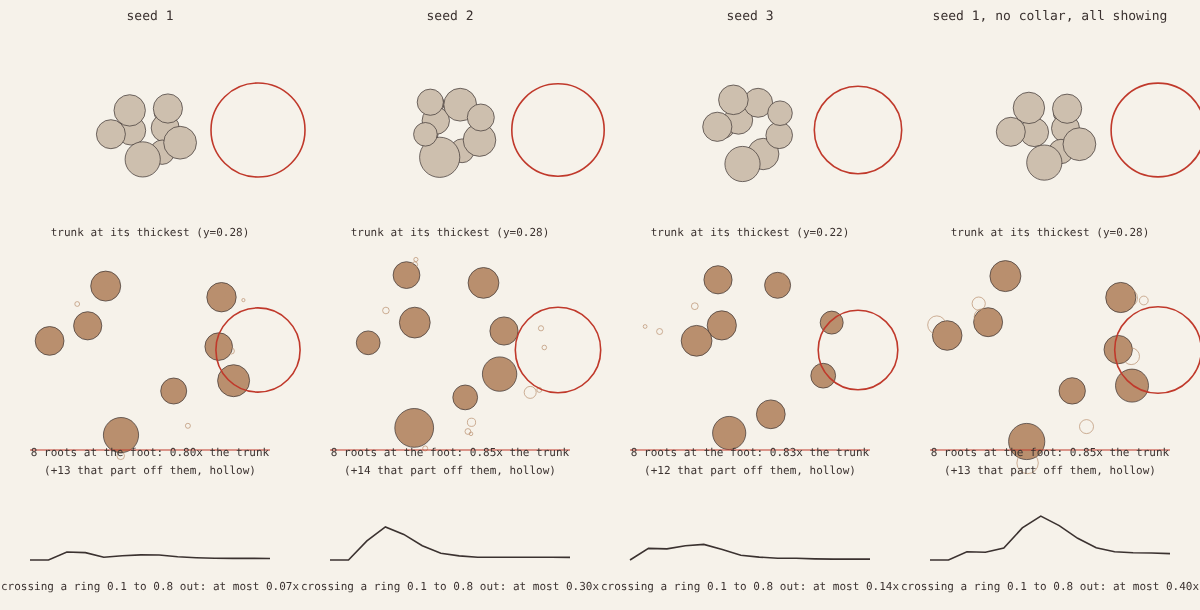 seed 1
seed 2
seed 3
seed 1, no collar, all showing
trunk at its thickest (y=0.28)
trunk at its thickest (y=0.28)
trunk at its thickest (y=0.22)
trunk at its thickest (y=0.28)
8 roots at the foot: 0.80x the trunk
(+13 that part off them, hollow)
8 roots at the foot: 0.85x the trunk
(+14 that part off them, hollow)
8 roots at the foot: 0.83x the trunk
(+12 that part off them, hollow)
8 roots at the foot: 0.85x the trunk
(+13 that part off them, hollow)
crossing a ring 0.1 to 0.8 out: at most 0.07x
crossing a ring 0.1 to 0.8 out: at most 0.30x
crossing a ring 0.1 to 0.8 out: at most 0.14x
crossing a ring 0.1 to 0.8 out: at most 0.40x